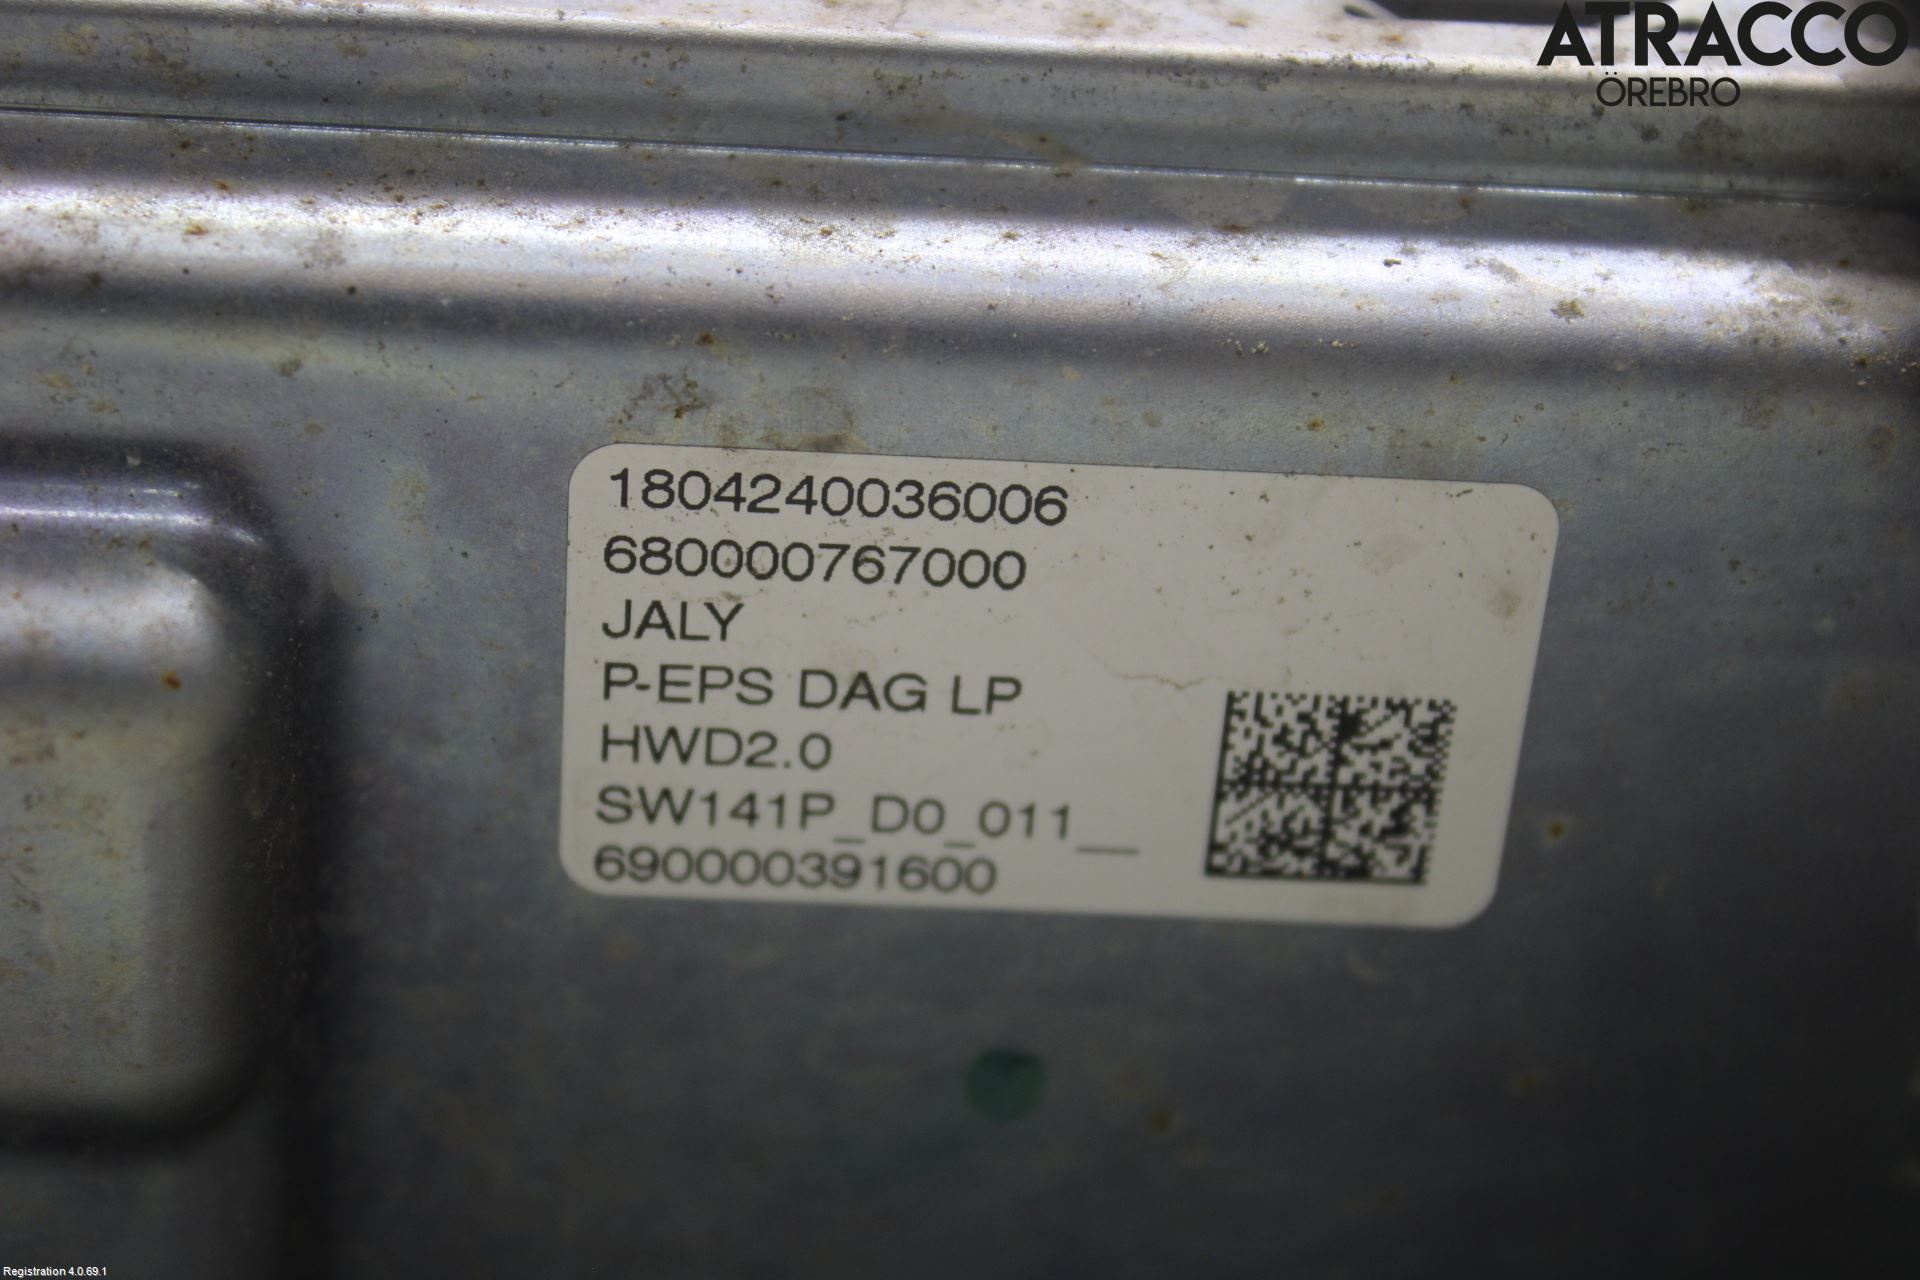 ATRACCO
ÖREBRO
1804240036006
680000767000
JALY
P-EPS DAG LP
HWD2.0
SW141P_D0_011__
690000391600
Registration 4.0.69.1